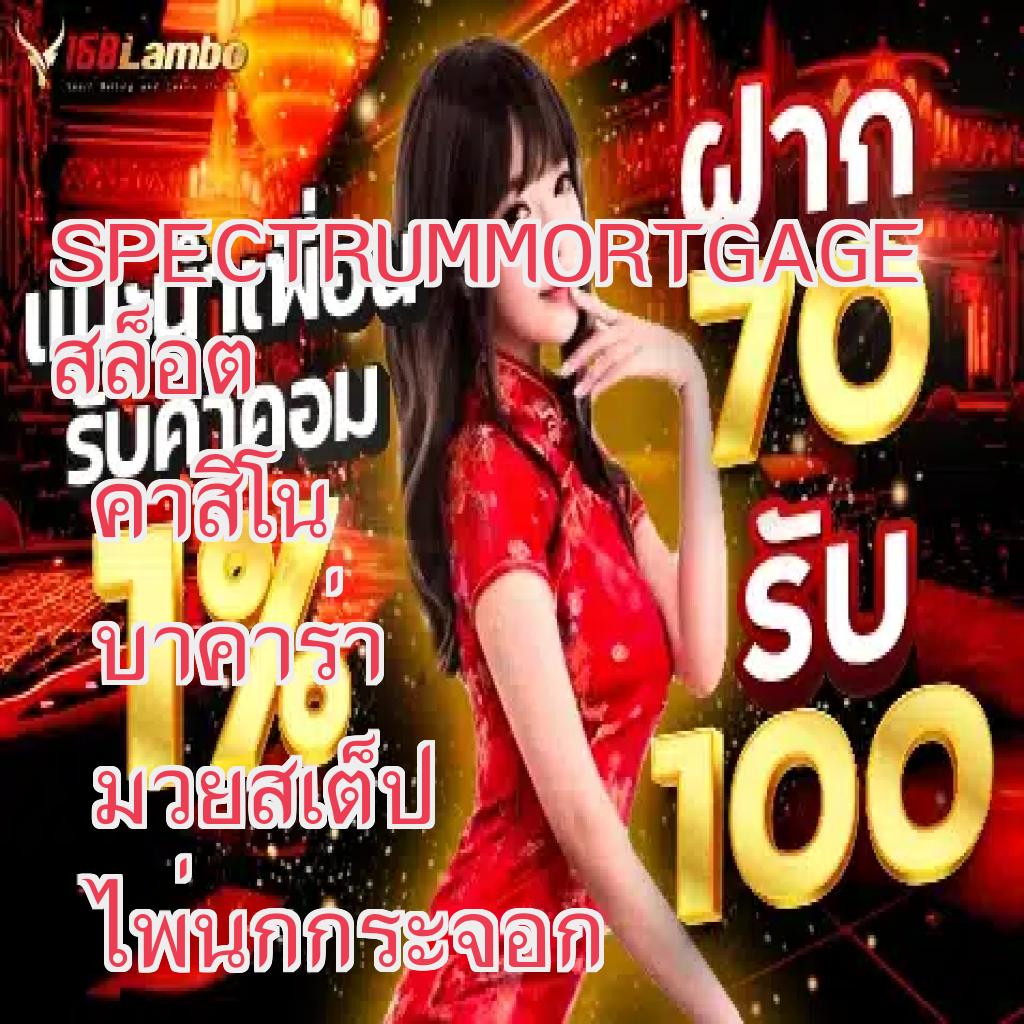 168Lambo
ฝาก
70
รับ
100
แนะนำเพื่อน
รับค่าคอม
1%
SPECTRUMMORTGAGE
สล็อต
คาสิโน
บาคาร่า
มวยสเต็ป
ไพ่นกกระจอก